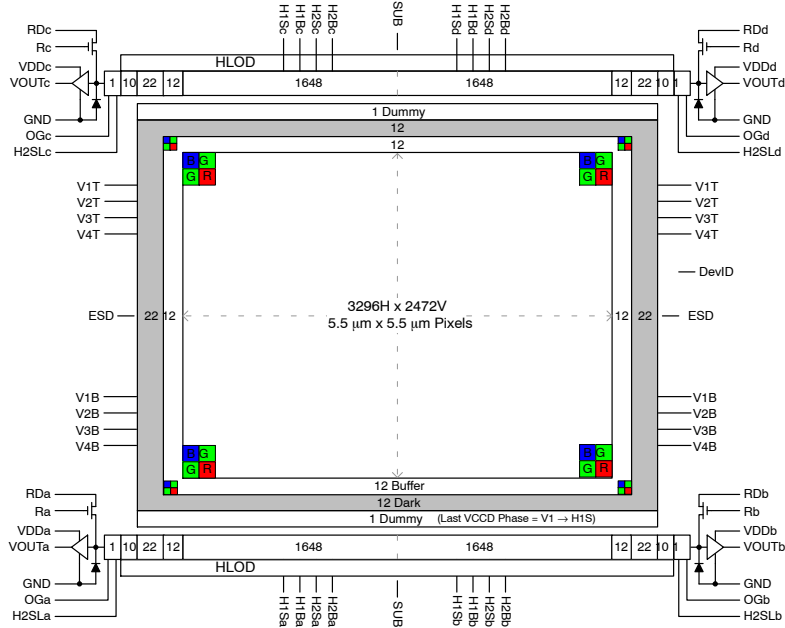 H1Sc
H1Bc
H2Sc
H2Bc
SUB
H1Sd
H1Bd
H2Sd
H2Bd
RDc
Rc
VDDc
VOUTc
GND
OGc
H2SLc
HLOD
1 10 22 12 1648 1648 12 22 10 1
RDd
Rd
VDDd
VOUTd
GND
OGd
H2SLd
1 Dummy
12
12
B G
G R
B G
G R
V1T
V2T
V3T
V4T
V1T
V2T
V3T
V4T
DevID
ESD
22 12
3296H x 2472V
5.5 μm x 5.5 μm Pixels
12 22
ESD
V1B
V2B
V3B
V4B
V1B
V2B
V3B
V4B
B G
G R
B G
G R
12 Buffer
12 Dark
1 Dummy (Last VCCD Phase = V1 → H1S)
RDa
Ra
VDDa
VOUTa
GND
OGa
H2SLa
1 10 22 12 1648 1648 12 22 10 1
HLOD
RDb
Rb
VDDb
VOUTb
GND
OGb
H2SLb
H1Sa
H1Ba
H2Sa
H2Ba
SUB
H1Sb
H1Bb
H2Sb
H2Bb